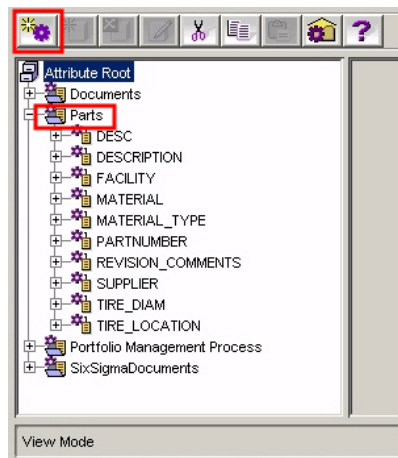 ?
Attribute Root
Documents
Parts
DESC
DESCRIPTION
FACILITY
MATERIAL
MATERIAL_TYPE
PARTNUMBER
REVISION_COMMENTS
SUPPLIER
TIRE_DIAM
TIRE_LOCATION
Portfolio Management Process
SixSigmaDocuments
View Mode